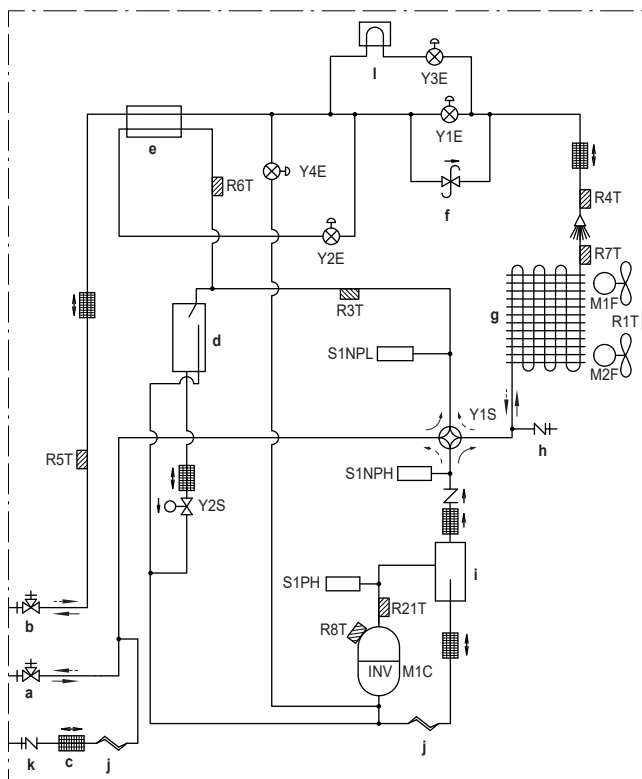 l
Y3E
e
Y1E
R6T
Y4E
f
R4T
Y2E
R7T
M1F
g
R1T
R3T
d
S1NPL
M2F
Y1S
h
R5T
S1NPH
Y2S
i
S1PH
R21T
b
R8T
INV
M1C
a
k
c
j
j